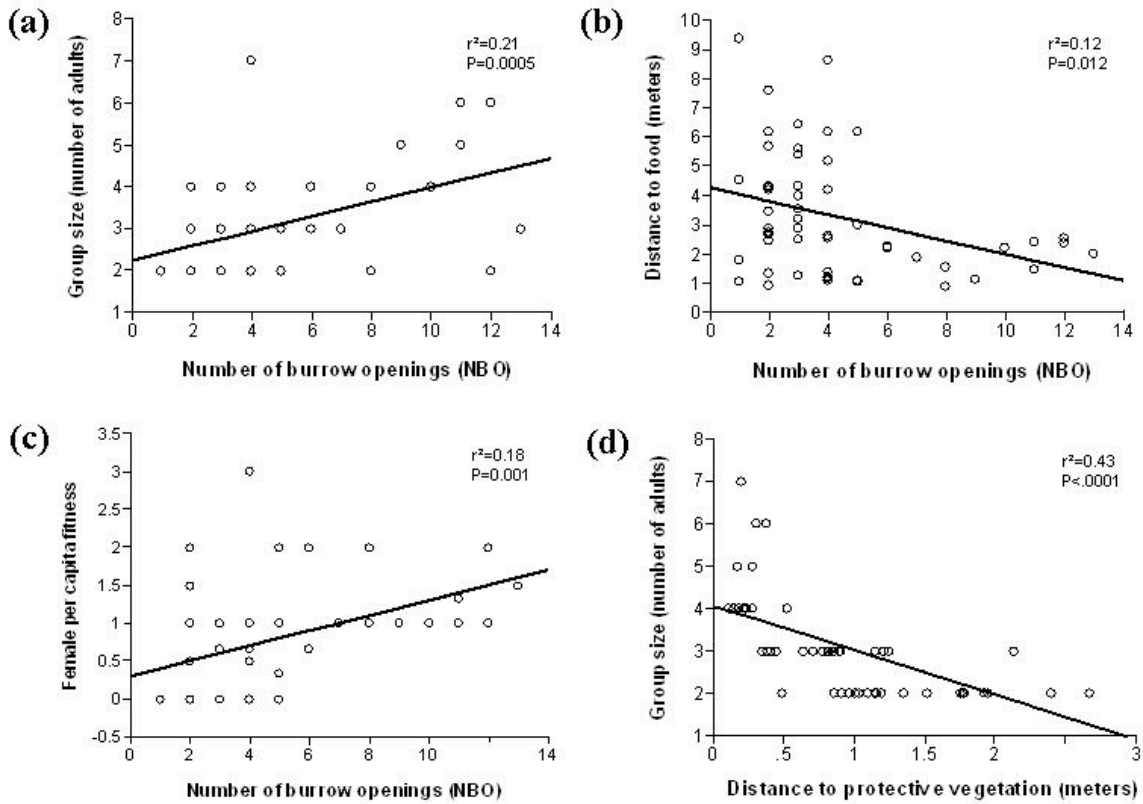 (a)
r²=0.21
P=0.0005
Group size (number of adults)
8
7
6
5
4
3
2
1
0 2 4 6 8 10 12 14
Number of burrow openings (NBO)
(b)
r²=0.12
P=0.012
Distance to food (meters)
10
9
8
7
6
5
4
3
2
1
0
0 2 4 6 8 10 12 14
Number of burrow openings (NBO)
(c)
r²=0.18
P=0.001
Female per capita fitness
3.5
3
2.5
2
1.5
1
0.5
0
-0.5
0 2 4 6 8 10 12 14
Number of burrow openings (NBO)
(d)
r²=0.43
P<.0001
Group size (number of adults)
8
7
6
5
4
3
2
1
0 .5 1 1.5 2 2.5 3
Distance to protective vegetation (meters)